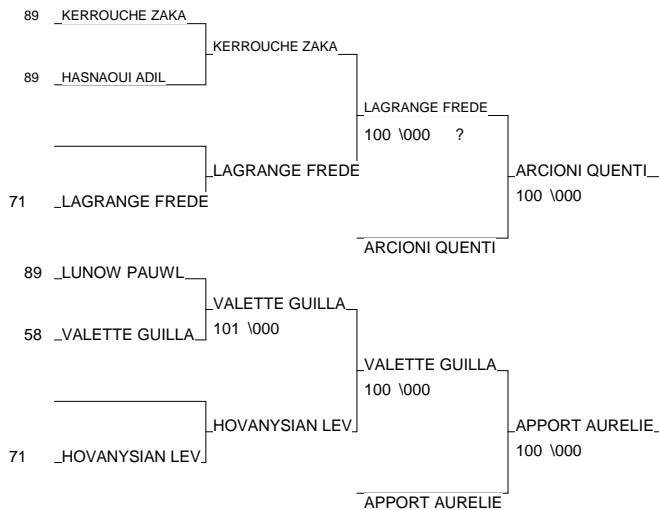 89 KERROUCHE ZAKA
KERROUCHE ZAKA
89 HASNAOUI ADIL
LAGRANGE FREDE
100 \000 ?
LAGRANGE FREDE
ARCIONI QUENTI
100 \000
71 LAGRANGE FREDE
ARCIONI QUENTI
89 LUNOW PAUWL
VALETTE GUILLA
101 \000
58 VALETTE GUILLA
VALETTE GUILLA
100 \000
HOVANYSIAN LEV
APPORT AURELIE
100 \000
71 HOVANYSIAN LEV
APPORT AURELIE